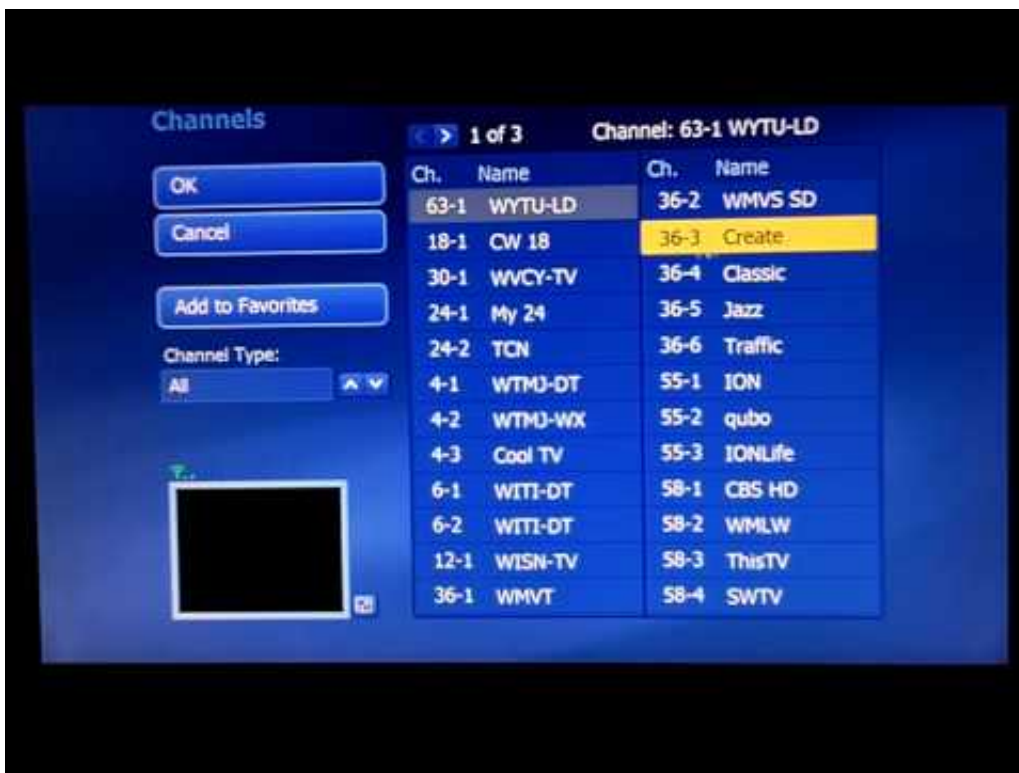 Channels
1 of 3 Channel: 63-1 WYTU-LD
OK
Cancel
Add to Favorites
Channel Type:
All
Ch. Name
63-1 WYTU-LD
18-1 CW 18
30-1 WVCY-TV
24-1 My 24
24-2 TCN
4-1 WTMJ-DT
4-2 WTMJ-WX
4-3 Cool TV
6-1 WITI-DT
6-2 WITI-DT
12-1 WISN-TV
36-1 WMVT
Ch. Name
36-2 WMVS SD
36-3 Create
36-4 Classic
36-5 Jazz
36-6 Traffic
55-1 ION
55-2 qubo
55-3 IONLife
58-1 CBS HD
58-2 WMLW
58-3 ThisTV
58-4 SWTV